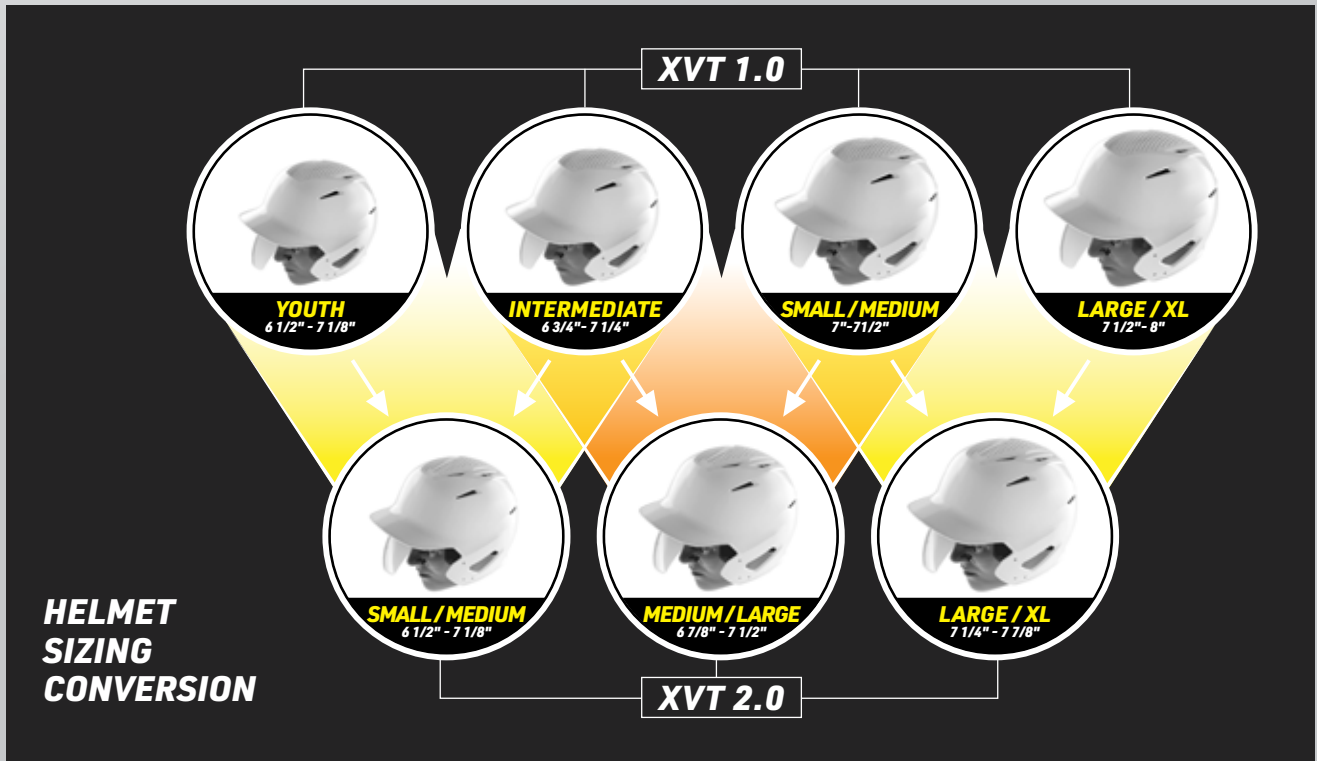 XVT 1.0
YOUTH
6 1/2" - 7 1/8"
INTERMEDIATE
6 3/4"- 7 1/4"
SMALL/MEDIUM
7"-71/2"
LARGE / XL
7 1/2"- 8"
SMALL/MEDIUM
6 1/2" - 7 1/8"
MEDIUM/LARGE
6 7/8" - 7 1/2"
LARGE / XL
7 1/4" - 7 7/8"
HELMET
SIZING
CONVERSION
XVT 2.0